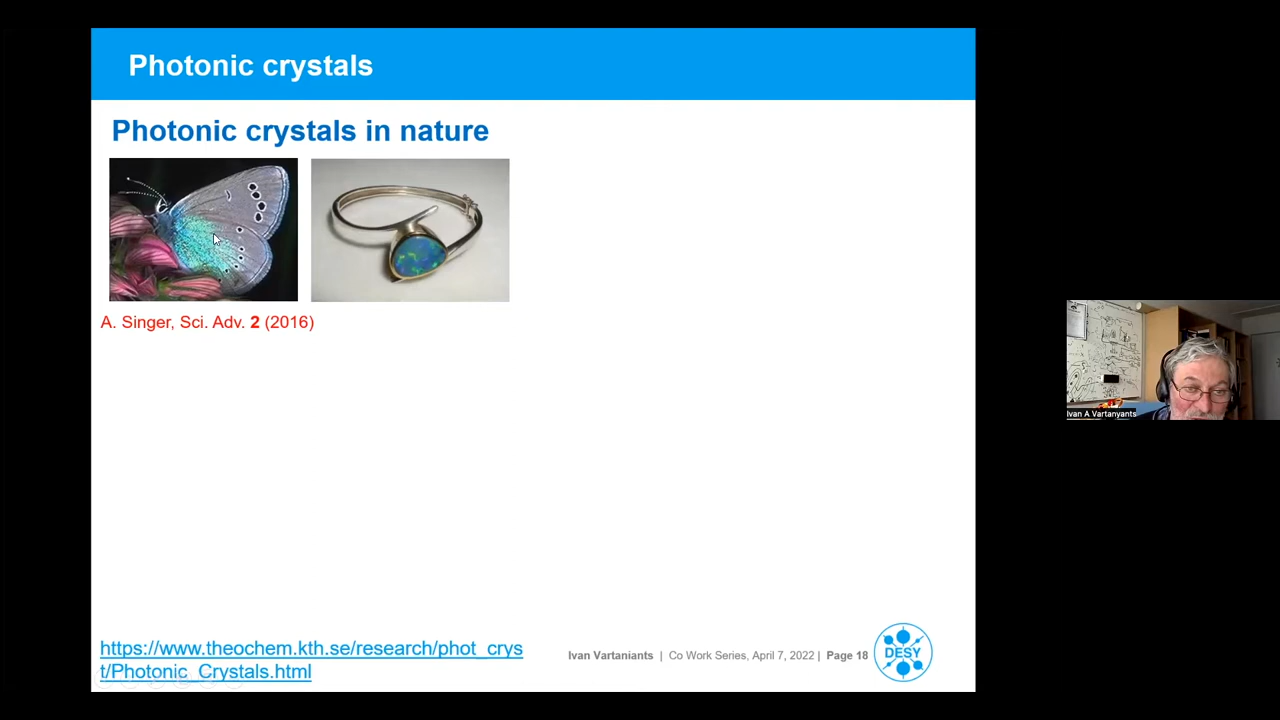 Photonic crystals
Photonic crystals in nature
A. Singer, Sci. Adv. 2 (2016)
https://www.theochem.kth.se/research/phot_crys
t/Photonic_Crystals.html
Ivan Vartaniants | Co Work Series, April 7, 2022 | Page 18
DESY
Ivan A Vartanyants